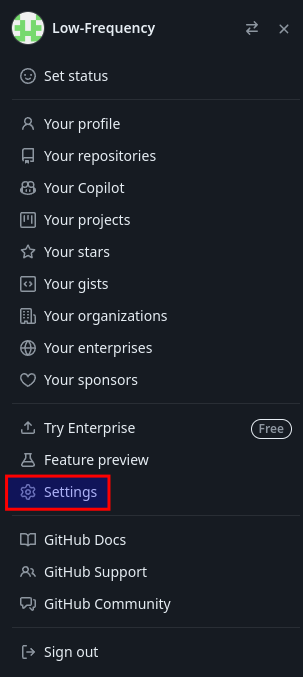 Low-Frequency
Set status
Your profile
Your repositories
Your Copilot
Your projects
Your stars
Your gists
Your organizations
Your enterprises
Your sponsors
Try Enterprise Free
Feature preview
Settings
GitHub Docs
GitHub Support
GitHub Community
Sign out